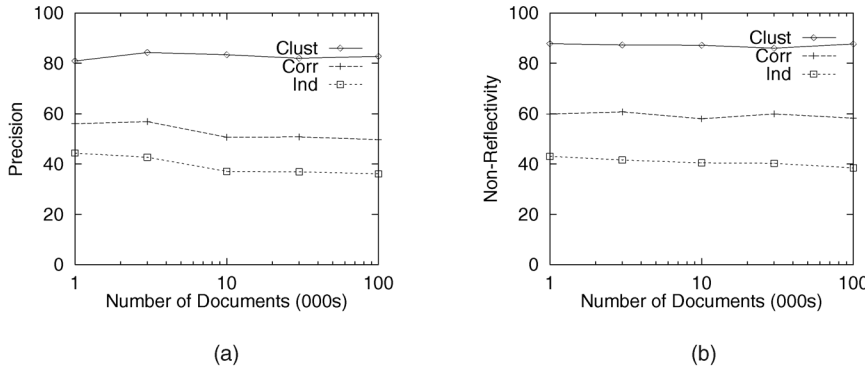 100
80
60
40
20
0
Precision
Clust
Corr
Ind
1
10
100
Number of Documents (000s)
(a)
100
80
60
40
20
0
Non-Reflectivity
Clust
Corr
Ind
1
10
100
Number of Documents (000s)
(b)